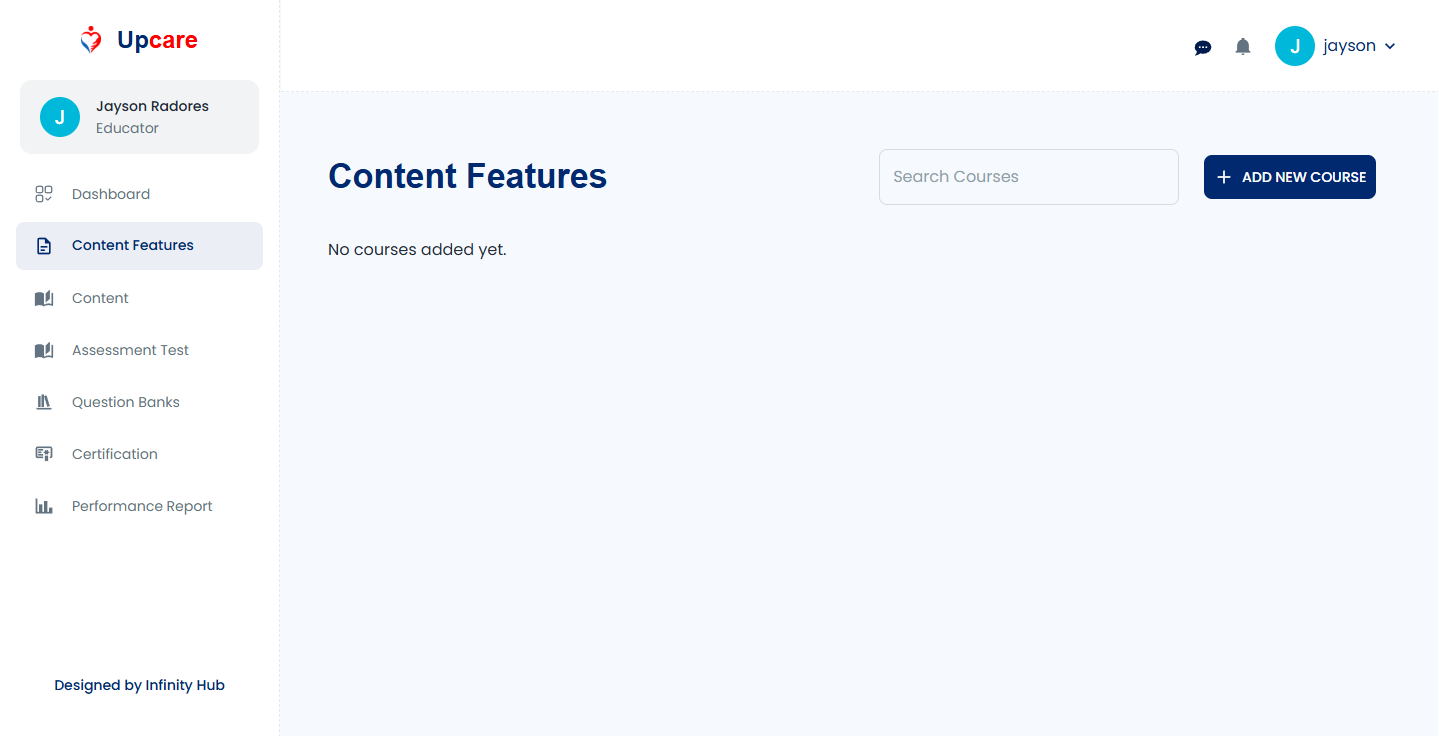 Upcare
J
jayson
J
Jayson Radores
Educator
Dashboard
Content Features
Content
Assessment Test
Question Banks
Certification
Performance Report
Designed by Infinity Hub
Content Features
Search Courses
ADD NEW COURSE
No courses added yet.